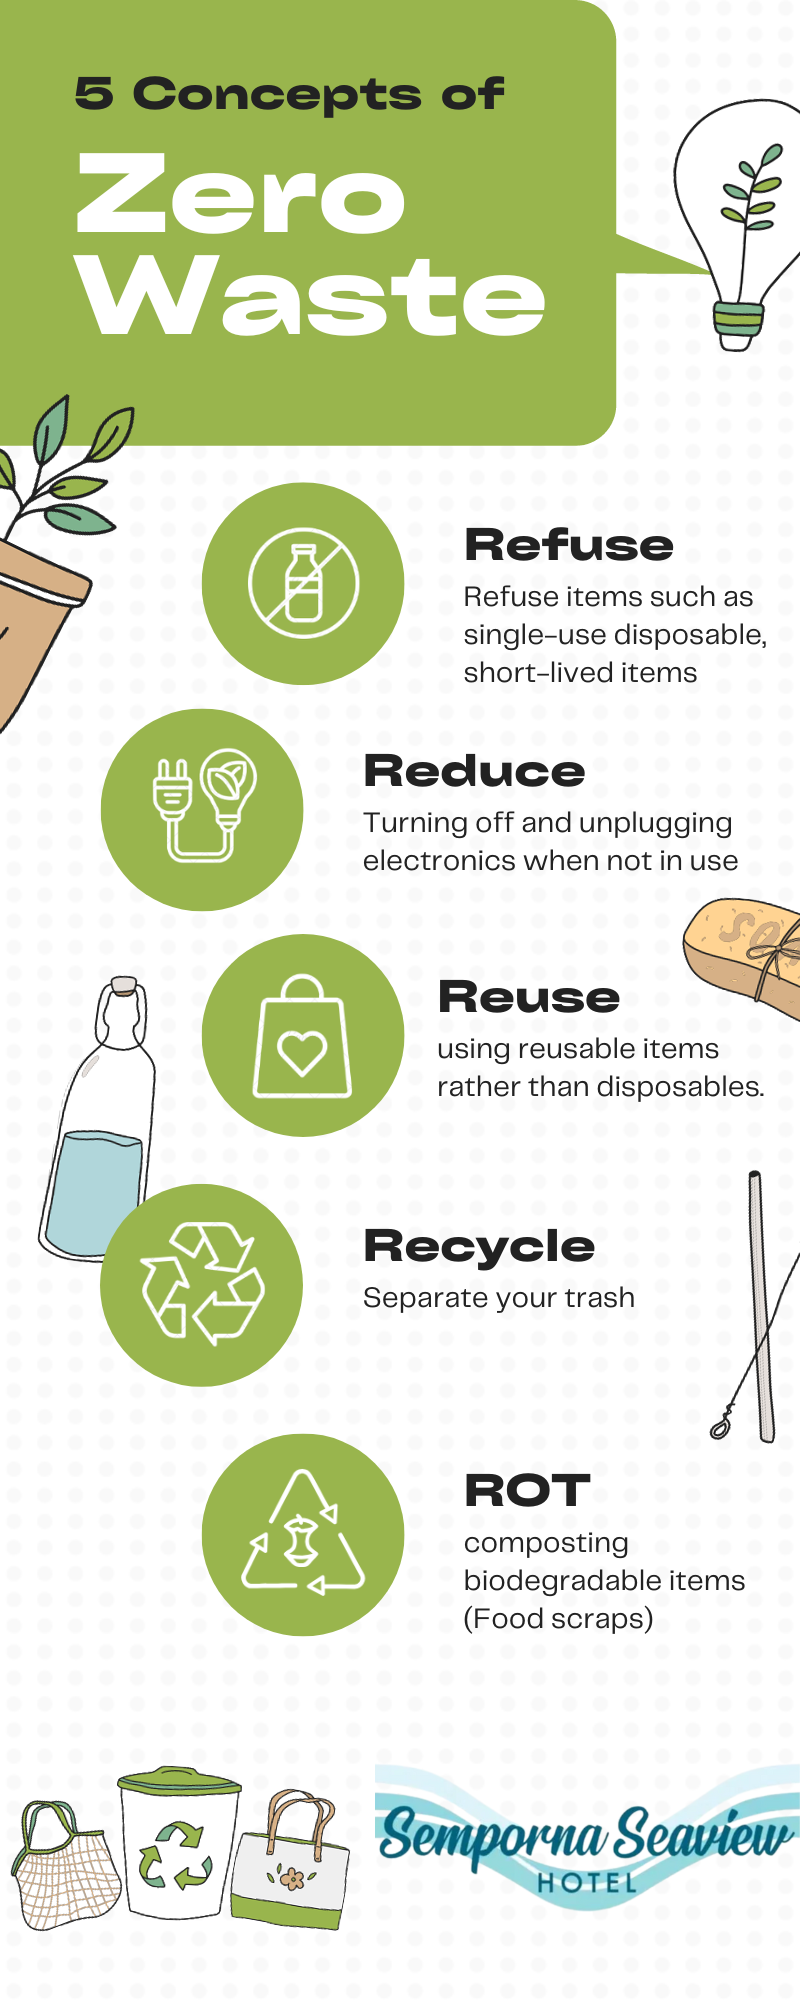 5 Concepts of
Zero
Waste
Refuse
Refuse items such as
single-use disposable,
short-lived items
Reduce
Turning off and unplugging
electronics when not in use
Reuse
using reusable items
rather than disposables.
Recycle
Separate your trash
ROT
composting
biodegradable items
(Food scraps)
Semporna Seaview
HOTEL